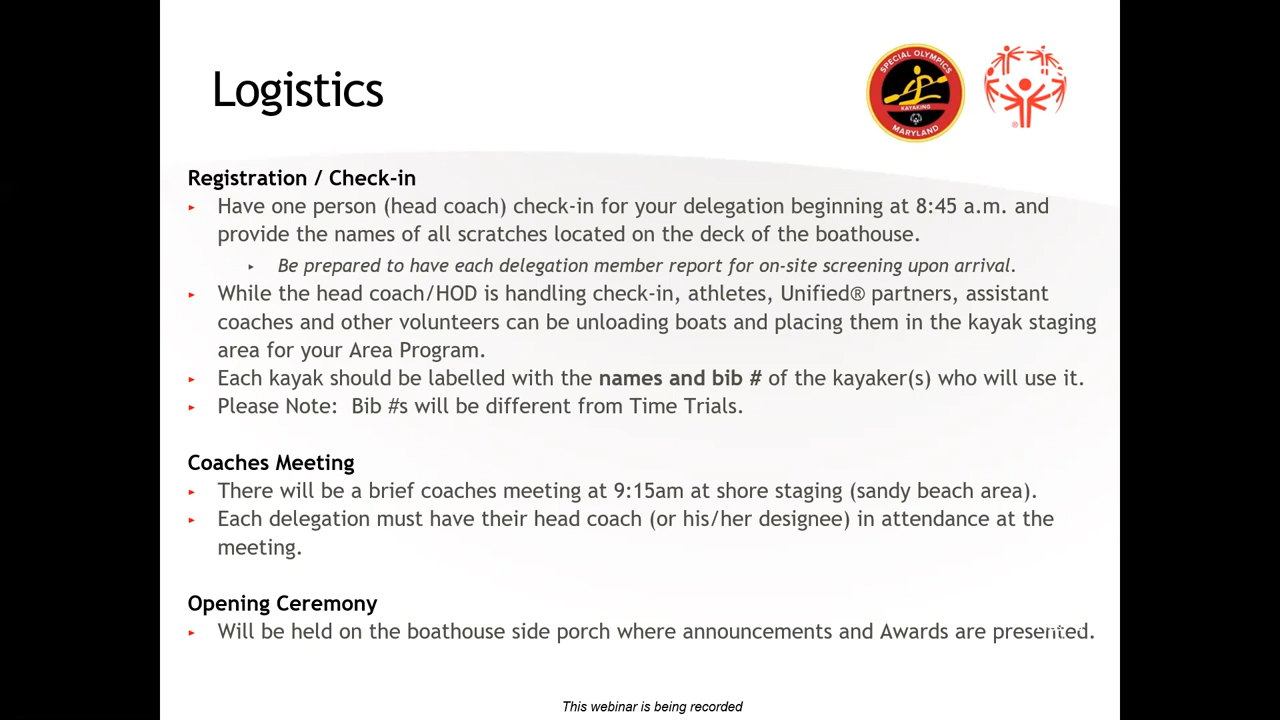 Logistics
SPECIAL OLYMPICS
KAYAKING
MARYLAND
®
Registration / Check-in
Have one person (head coach) check-in for your delegation beginning at 8:45 a.m. and
provide the names of all scratches located on the deck of the boathouse.
Be prepared to have each delegation member report for on-site screening upon arrival.
While the head coach/HOD is handling check-in, athletes, Unified® partners, assistant
coaches and other volunteers can be unloading boats and placing them in the kayak staging
area for your Area Program.
Each kayak should be labelled with the names and bib # of the kayaker(s) who will use it.
Please Note:  Bib #s will be different from Time Trials.
Coaches Meeting
There will be a brief coaches meeting at 9:15am at shore staging (sandy beach area).
Each delegation must have their head coach (or his/her designee) in attendance at the
meeting.
Opening Ceremony
Will be held on the boathouse side porch where announcements and Awards are presented.
This webinar is being recorded